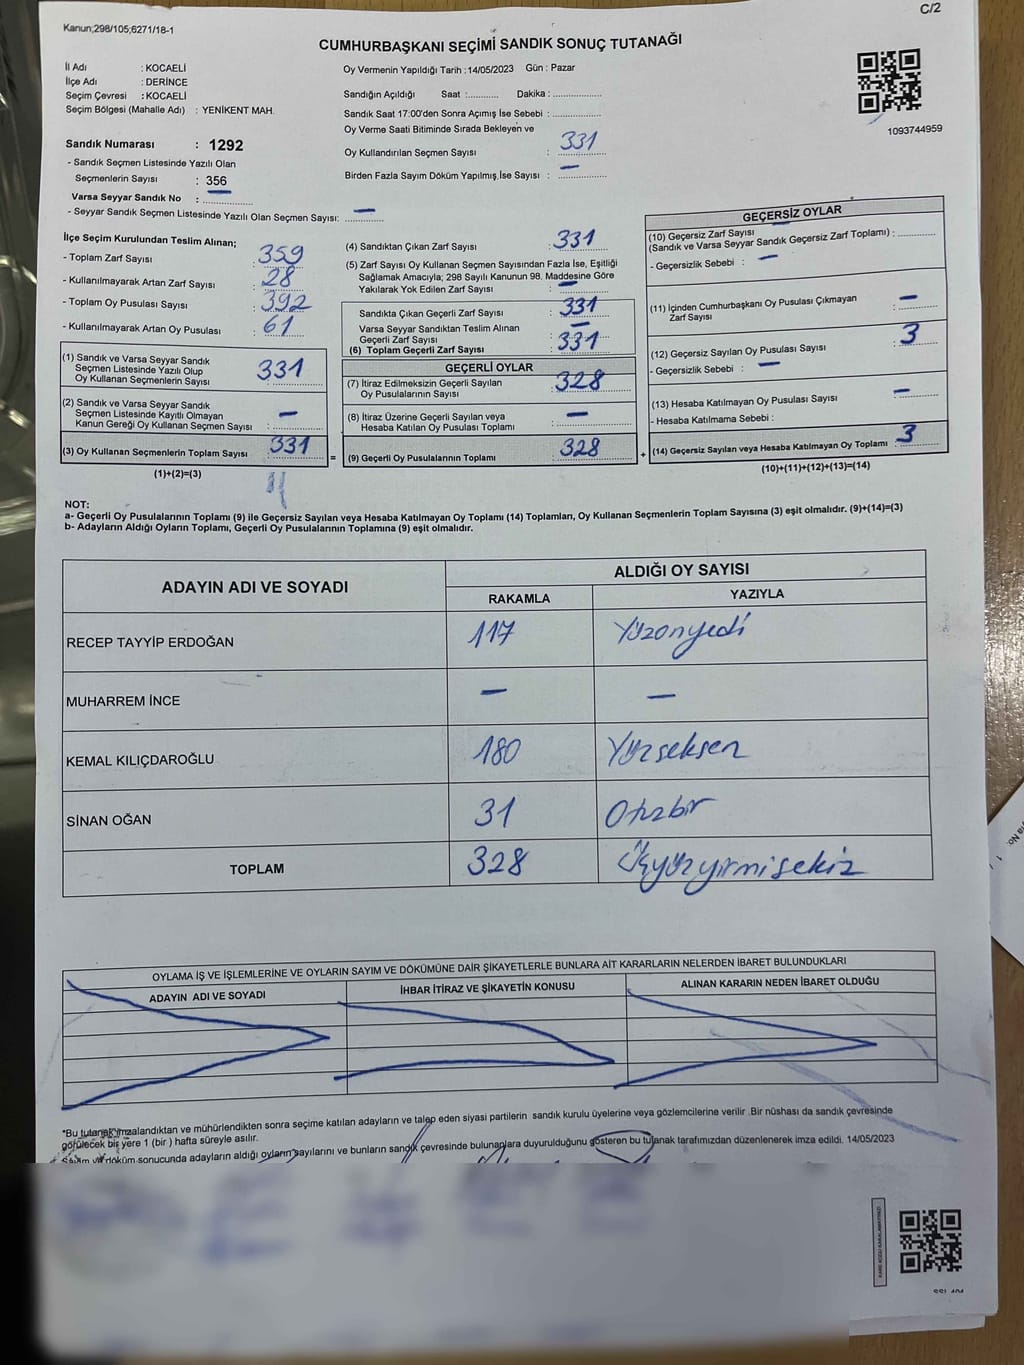 C/2
Kanun;298/105;6271/18-1
CUMHURBAŞKANI SEÇİMİ SANDIK SONUÇ TUTANAĞI
İl Adı : KOCAELİ
İlçe Adı : DERİNCE
Seçim Çevresi : KOCAELİ
Seçim Bölgesi (Mahalle Adı) : YENİKENT MAH.
Sandık Numarası : 1292
- Sandık Seçmen Listesinde Yazılı Olan
Seçmenlerin Sayısı : 356
Varsa Seyyar Sandık No : —
- Seyyar Sandık Seçmen Listesinde Yazılı Olan Seçmen Sayısı: —
Oy Vermenin Yapıldığı Tarih : 14/05/2023 Gün : Pazar
Sandığın Açıldığı Saat :........... Dakika : ................
Sandık Saat 17:00'den Sonra Açımış İse Sebebi : ................
Oy Verme Saati Bitiminde Sırada Bekleyen ve
Oy Kullandırılan Seçmen Sayısı : 331
Birden Fazla Sayım Döküm Yapılmış,İse Sayısı : —
1093744959
İlçe Seçim Kurulundan Teslim Alınan;
- Toplam Zarf Sayısı : 359
- Kullanılmayarak Artan Zarf Sayısı : 28
- Toplam Oy Pusulası Sayısı : 392
- Kullanılmayarak Artan Oy Pusulası : 61
(1) Sandık ve Varsa Seyyar Sandık
Seçmen Listesinde Yazılı Olup
Oy Kullanan Seçmenlerin Sayısı : 331
(2) Sandık ve Varsa Seyyar Sandık
Seçmen Listesinde Kayıtlı Olmayan
Kanun Gereği Oy Kullanan Seçmen Sayısı : —
(3) Oy Kullanan Seçmenlerin Toplam Sayısı : 331
=
(1)+(2)=(3)
(4) Sandıktan Çıkan Zarf Sayısı : 331
(5) Zarf Sayısı Oy Kullanan Seçmen Sayısından Fazla İse, Eşitliği
Sağlamak Amacıyla; 298 Sayılı Kanunun 98. Maddesine Göre
Yakılarak Yok Edilen Zarf Sayısı : —
Sandıkta Çıkan Geçerli Zarf Sayısı : 331
Varsa Seyyar Sandıktan Teslim Alınan
Geçerli Zarf Sayısı : —
(6) Toplam Geçerli Zarf Sayısı : 331
GEÇERLİ OYLAR
(7) İtiraz Edilmeksizin Geçerli Sayılan
Oy Pusulalarının Sayısı : 328
(8) İtiraz Üzerine Geçerli Sayılan veya
Hesaba Katılan Oy Pusulası Toplamı : —
(9) Geçerli Oy Pusulalarının Toplamı : 328
+
GEÇERSİZ OYLAR
(10) Geçersiz Zarf Sayısı
(Sandık ve Varsa Seyyar Sandık Geçersiz Zarf Toplamı) : ...........
- Geçersizlik Sebebi : —
(11) İçinden Cumhurbaşkanı Oy Pusulası Çıkmayan
Zarf Sayısı : —
(12) Geçersiz Sayılan Oy Pusulası Sayısı : 3
- Geçersizlik Sebebi : —
(13) Hesaba Katılmayan Oy Pusulası Sayısı : —
- Hesaba Katılmama Sebebi :
(14) Geçersiz Sayılan veya Hesaba Katılmayan Oy Toplamı : 3
(10)+(11)+(12)+(13)=(14)
NOT:
a- Geçerli Oy Pusulalarının Toplamı (9) ile Geçersiz Sayılan veya Hesaba Katılmayan Oy Toplamı (14) Toplamları, Oy Kullanan Seçmenlerin Toplam Sayısına (3) eşit olmalıdır. (9)+(14)=(3)
b- Adayların Aldığı Oyların Toplamı, Geçerli Oy Pusulalarının Toplamına (9) eşit olmalıdır.
ADAYIN ADI VE SOYADI ALDIĞI OY SAYISI
RAKAMLA YAZIYLA
RECEP TAYYİP ERDOĞAN 117 Yüzonyedi
MUHARREM İNCE — —
KEMAL KILIÇDAROĞLU 180 Yüzseksen
SİNAN OĞAN 31 Otuzbir
TOPLAM 328 Üçyüzyirmisekiz
OYLAMA İŞ VE İŞLEMLERİNE VE OYLARIN SAYIM VE DÖKÜMÜNE DAİR ŞİKAYETLERLE BUNLARA AİT KARARLARIN NELERDEN İBARET BULUNDUKLARI
ADAYIN ADI VE SOYADI İHBAR İTİRAZ VE ŞİKAYETİN KONUSU ALINAN KARARIN NEDEN İBARET OLDUĞU
*Bu tutanak imzalandıktan ve mühürlendikten sonra seçime katılan adayların ve talep eden siyasi partilerin sandık kurulu üyelerine veya gözlemcilerine verilir .Bir nüshası da sandık çevresinde
görülecek bir yere 1 (bir ) hafta süreyle asılır.
Sayım ve döküm sonucunda adayların aldığı oyların sayılarını ve bunların sandık çevresinde bulunanlara duyurulduğunu gösteren bu tutanak tarafımızdan düzenlenerek imza edildi. 14/05/2023